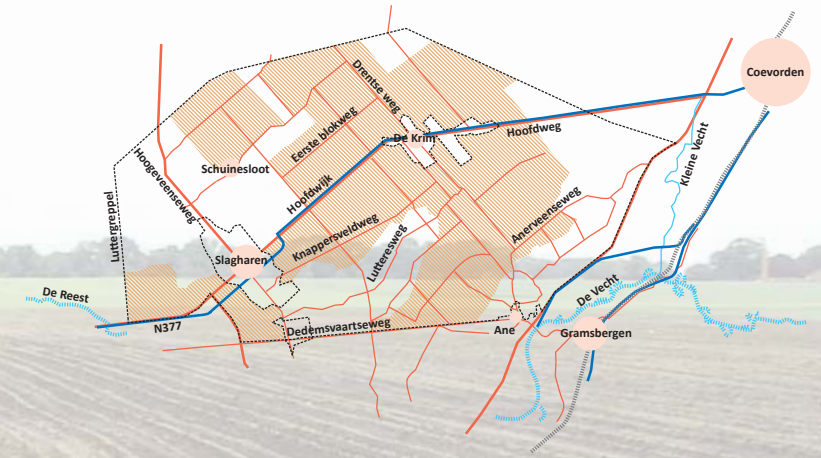 Coevorden
Drentse weg
Hoofdweg
De Krim
Eerste blokweg
Kleine Vecht
Schuinesloot
Hoogeveenseweg
Hoofdwijk
Luttergreppel
Anerveenseweg
Knappersveldweg
Lutteresweg
Slagharen
De Reest
De Vecht
N377
Dedemsvaartseweg
Ane
Gramsbergen